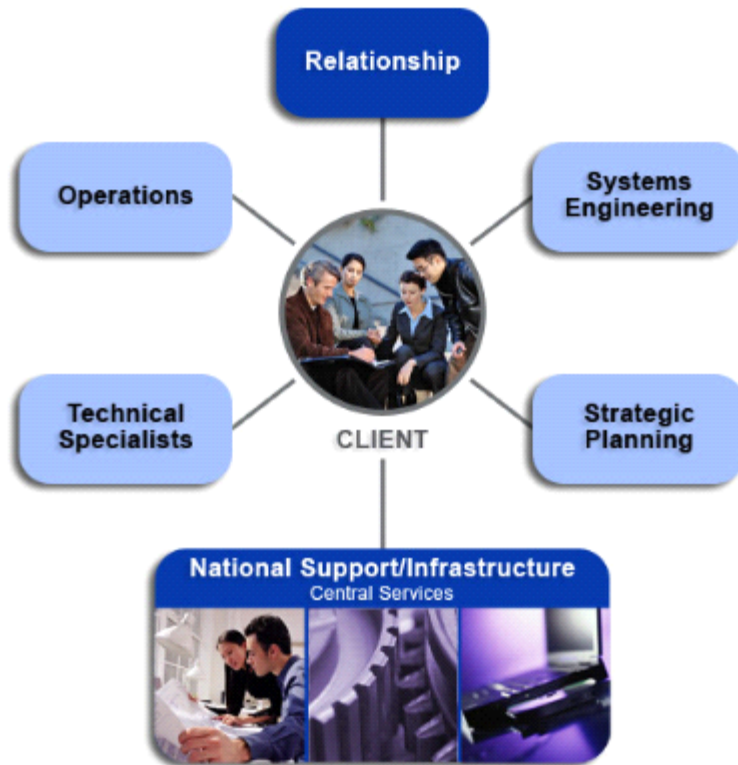 Relationship
Operations
Systems
Engineering
Technical
Specialists
CLIENT
Strategic
Planning
National Support/Infrastructure
Central Services